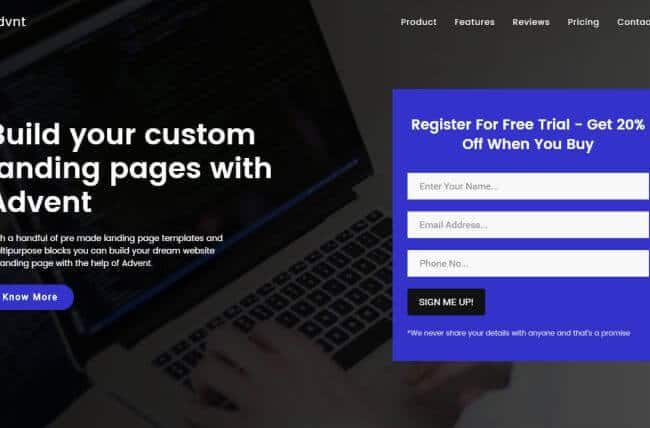 dvnt
Product Features Reviews Pricing Contac
Build your custom
anding pages with
Advent
th a handful of pre made landing page templates and
ltipurpose blocks you can build your dream website
anding page with the help of Advent.
Know More
Register For Free Trial - Get 20%
Off When You Buy
Enter Your Name...
Email Address...
Phone No...
SIGN ME UP!
*We never share your details with anyone and that's a promise